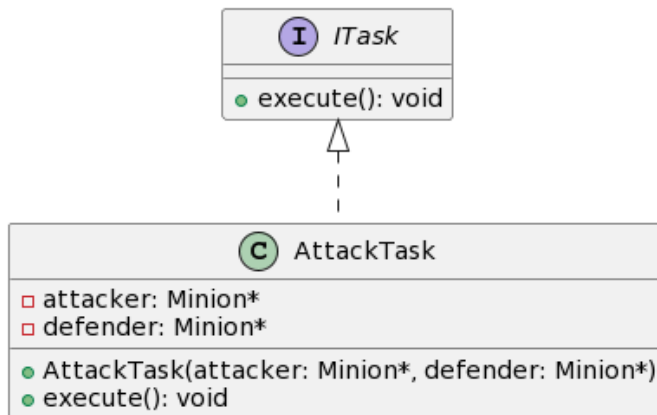 I ITask
execute(): void
C AttackTask
attacker: Minion*
defender: Minion*
AttackTask(attacker: Minion*, defender: Minion*)
execute(): void